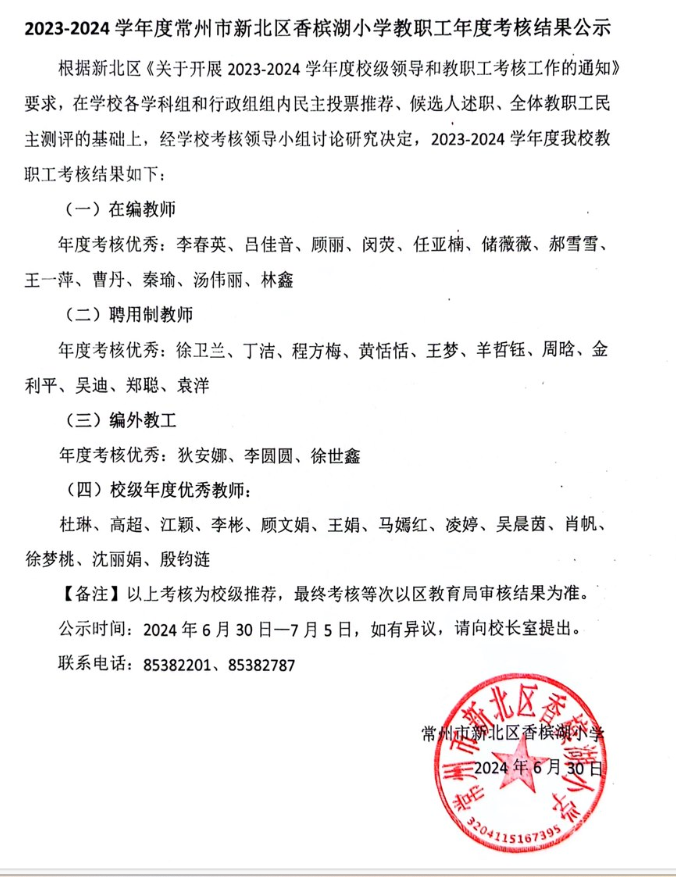 2023-2024 学年度常州市新北区香槟湖小学教职工年度考核结果公示
根据新北区《关于开展 2023-2024 学年度校级领导和教职工考核工作的通知》
要求，在学校各学科组和行政组组内民主投票推荐、候选人述职、全体教职工民
主测评的基础上，经学校考核领导小组讨论研究决定，2023-2024 学年度我校教
职工考核结果如下：
（一）在编教师
年度考核优秀：李春英、吕佳音、顾丽、闵荧、任亚楠、储薇薇、郝雪雪、
王一萍、曹丹、秦瑜、汤伟丽、林鑫
（二）聘用制教师
年度考核优秀：徐卫兰、丁洁、程方梅、黄恬恬、王梦、羊哲钰、周晗、金
利平、吴迪、郑聪、袁洋
（三）编外教工
年度考核优秀：狄安娜、李圆圆、徐世鑫
（四）校级年度优秀教师：
杜琳、高超、江颖、李彬、顾文娟、王娟、马嫣红、凌婷、吴晨茵、肖帆、
徐梦桃、沈丽娟、殷钧涟
【备注】以上考核为校级推荐，最终考核等次以区教育局审核结果为准。
公示时间：2024 年 6 月 30 日—7 月 5 日，如有异议，请向校长室提出。
联系电话：85382201、85382787
常州市新北区香槟湖小学
2024 年 6 月 30 日
常州市新北区香槟湖小学
3204115167395